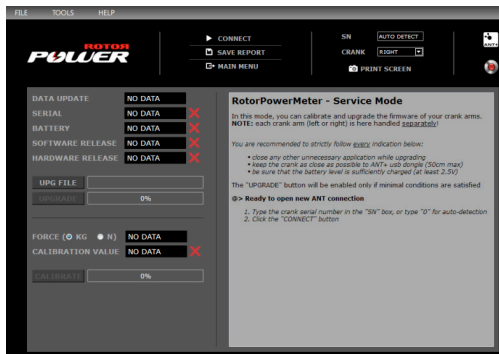 FILE TOOLS HELP
ROTOR
POWER
CONNECT
SAVE REPORT
MAIN MENU
SN AUTO DETECT
CRANK RIGHT
PRINT SCREEN
ANT+
DATA UPDATE NO DATA
SERIAL NO DATA
BATTERY NO DATA
SOFTWARE RELEASE NO DATA
HARDWARE RELEASE NO DATA
UPG FILE
UPGRADE 0%
FORCE ( KG N) NO DATA
CALIBRATION VALUE NO DATA
CALIBRATE 0%
RotorPowerMeter - Service Mode
In this mode, you can calibrate and upgrade the firmware of your crank arms.
NOTE: each crank arm (left or right) is here handled separately!
You are recommended to strictly follow every indication below:
• close any other unnecessary application while upgrading
• keep the crank as close as possible to ANT+ usb dongle (50cm max)
• be sure that the battery level is sufficiently charged (at least 2.5V)
The "UPGRADE" button will be enabled only if minimal conditions are satisfied
@> Ready to open new ANT connection
1. Type the crank serial number in the "SN" box, or type "0" for auto-detection
2. Click the "CONNECT" button